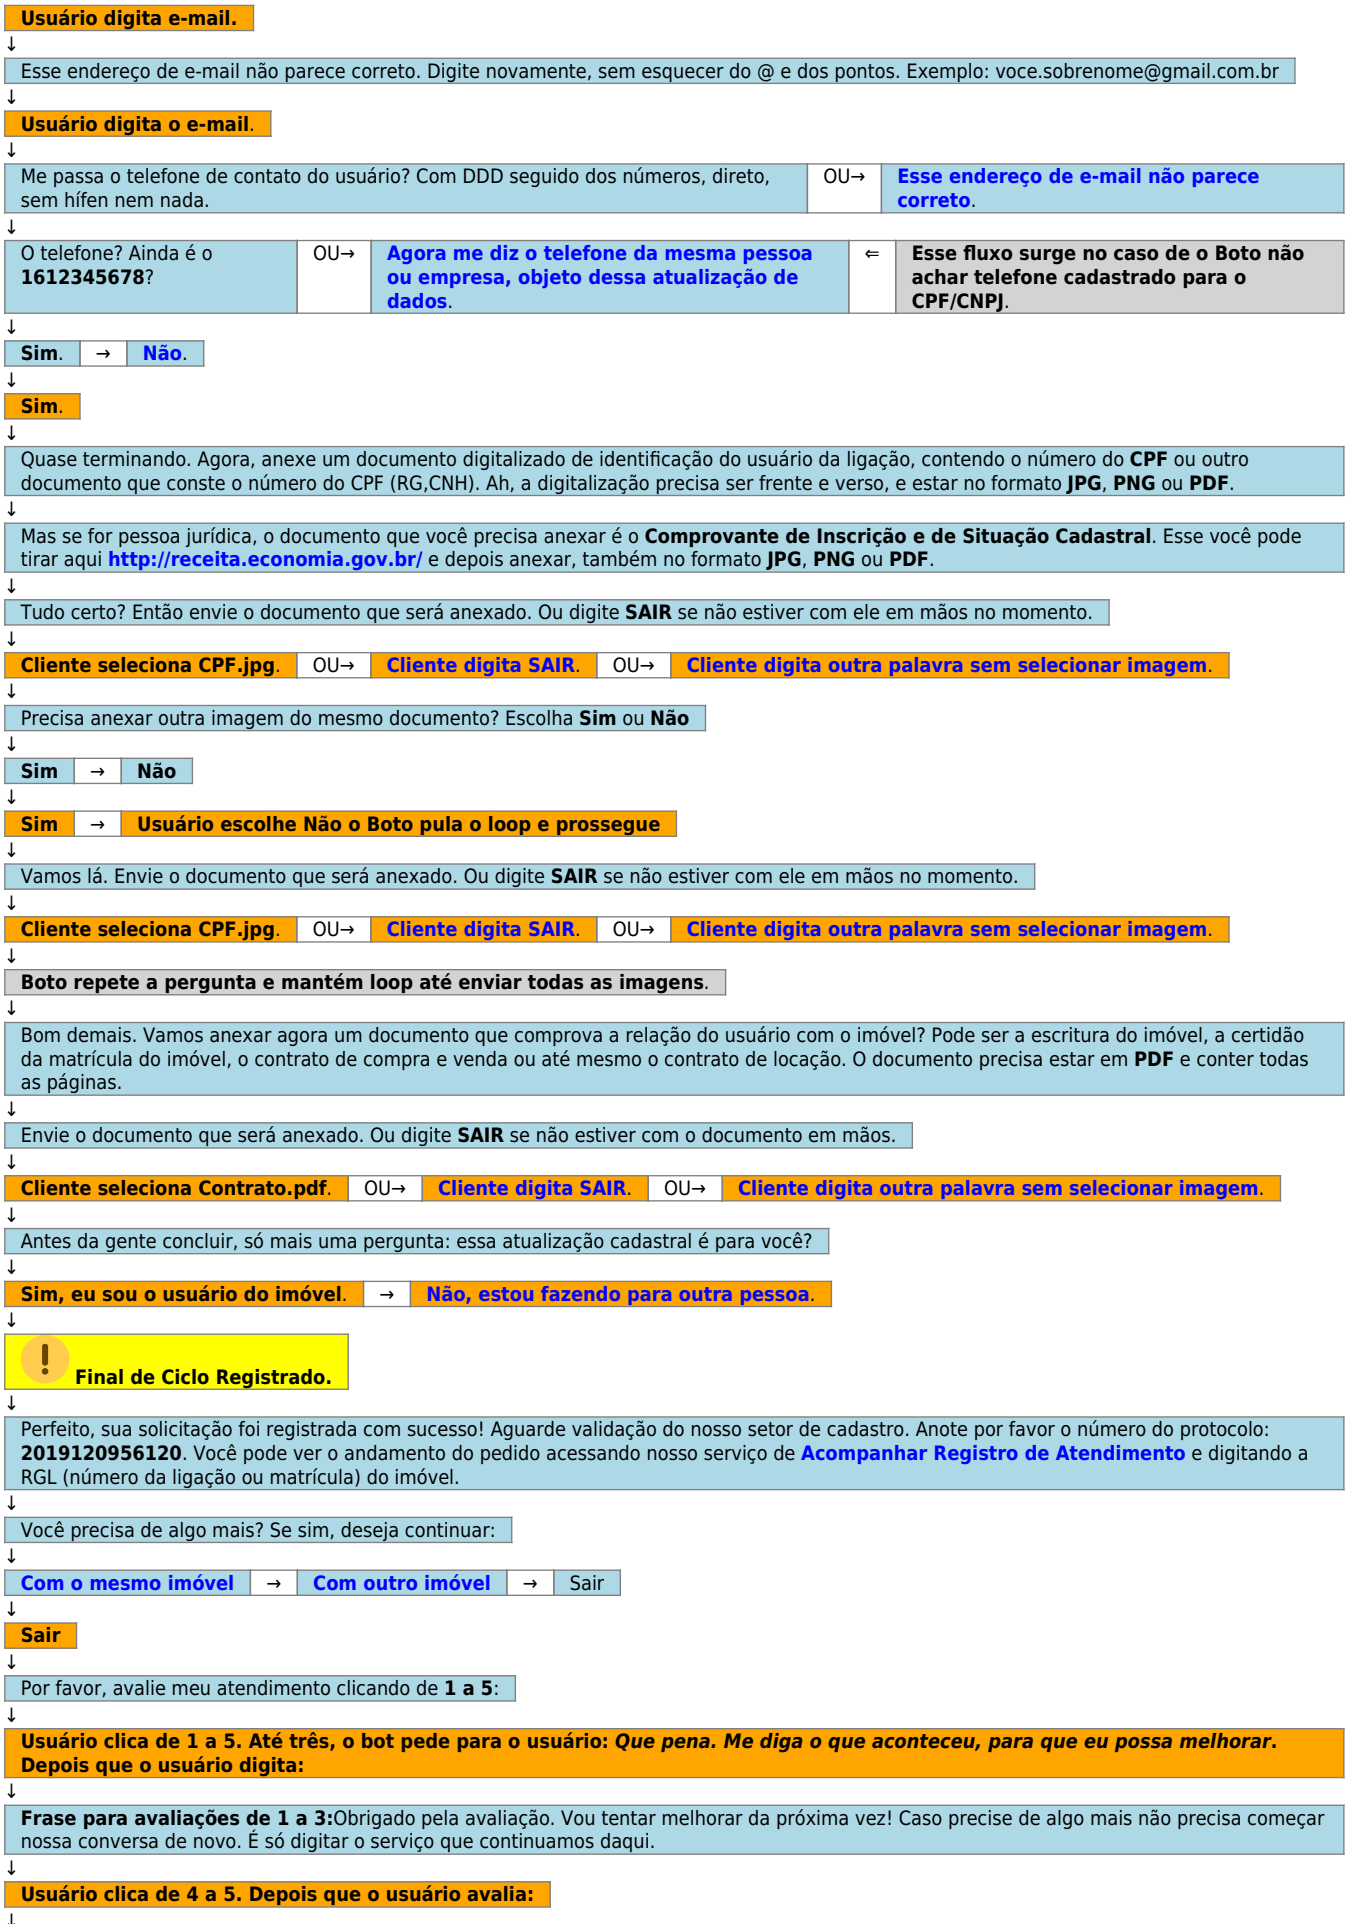 Usuário digita e-mail.
↓
Esse endereço de e-mail não parece correto. Digite novamente, sem esquecer do @ e dos pontos. Exemplo: voce.sobrenome@gmail.com.br
↓
Usuário digita o e-mail.
↓
Me passa o telefone de contato do usuário? Com DDD seguido dos números, direto,
sem hífen nem nada.
OU→
Esse endereço de e-mail não parece
correto.
↓
O telefone? Ainda é o
1612345678?
OU→
Agora me diz o telefone da mesma pessoa
ou empresa, objeto dessa atualização de
dados.
⇐
Esse fluxo surge no caso de o Boto não
achar telefone cadastrado para o
CPF/CNPJ.
↓
Sim. → Não.
↓
Sim.
↓
Quase terminando. Agora, anexe um documento digitalizado de identificação do usuário da ligação, contendo o número do CPF ou outro
documento que conste o número do CPF (RG,CNH). Ah, a digitalização precisa ser frente e verso, e estar no formato JPG, PNG ou PDF.
↓
Mas se for pessoa jurídica, o documento que você precisa anexar é o Comprovante de Inscrição e de Situação Cadastral. Esse você pode
tirar aqui http://receita.economia.gov.br/ e depois anexar, também no formato JPG, PNG ou PDF.
↓
Tudo certo? Então envie o documento que será anexado. Ou digite SAIR se não estiver com ele em mãos no momento.
↓
Cliente seleciona CPF.jpg. OU→ Cliente digita SAIR. OU→ Cliente digita outra palavra sem selecionar imagem.
↓
Precisa anexar outra imagem do mesmo documento? Escolha Sim ou Não
↓
Sim → Não
↓
Sim → Usuário escolhe Não o Boto pula o loop e prossegue
↓
Vamos lá. Envie o documento que será anexado. Ou digite SAIR se não estiver com ele em mãos no momento.
↓
Cliente seleciona CPF.jpg. OU→ Cliente digita SAIR. OU→ Cliente digita outra palavra sem selecionar imagem.
↓
Boto repete a pergunta e mantém loop até enviar todas as imagens.
↓
Bom demais. Vamos anexar agora um documento que comprova a relação do usuário com o imóvel? Pode ser a escritura do imóvel, a certidão
da matrícula do imóvel, o contrato de compra e venda ou até mesmo o contrato de locação. O documento precisa estar em PDF e conter todas
as páginas.
↓
Envie o documento que será anexado. Ou digite SAIR se não estiver com o documento em mãos.
↓
Cliente seleciona Contrato.pdf. OU→ Cliente digita SAIR. OU→ Cliente digita outra palavra sem selecionar imagem.
↓
Antes da gente concluir, só mais uma pergunta: essa atualização cadastral é para você?
↓
Sim, eu sou o usuário do imóvel. → Não, estou fazendo para outra pessoa.
↓
Final de Ciclo Registrado.
↓
Perfeito, sua solicitação foi registrada com sucesso! Aguarde validação do nosso setor de cadastro. Anote por favor o número do protocolo:
2019120956120. Você pode ver o andamento do pedido acessando nosso serviço de Acompanhar Registro de Atendimento e digitando a
RGL (número da ligação ou matrícula) do imóvel.
↓
Você precisa de algo mais? Se sim, deseja continuar:
↓
Com o mesmo imóvel → Com outro imóvel → Sair
↓
Sair
↓
Por favor, avalie meu atendimento clicando de 1 a 5:
↓
Usuário clica de 1 a 5. Até três, o bot pede para o usuário: Que pena. Me diga o que aconteceu, para que eu possa melhorar.
Depois que o usuário digita:
↓
Frase para avaliações de 1 a 3:Obrigado pela avaliação. Vou tentar melhorar da próxima vez! Caso precise de algo mais não precisa começar
nossa conversa de novo. É só digitar o serviço que continuamos daqui.
↓
Usuário clica de 4 a 5. Depois que o usuário avalia:
↓